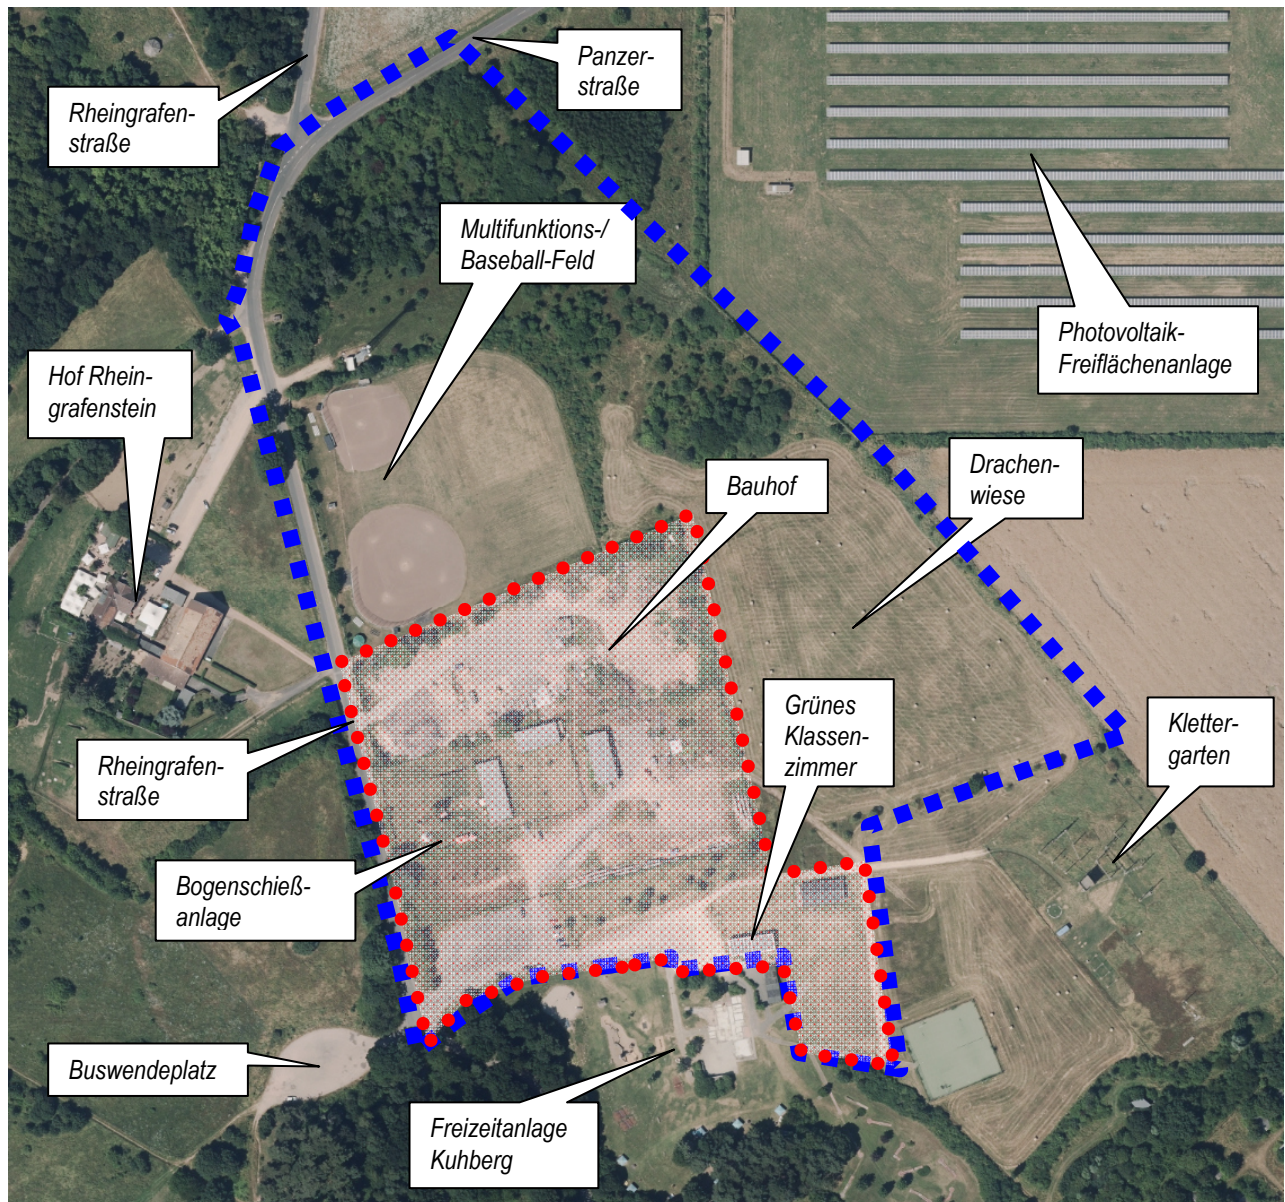 Panzer-
straße
Rheingrafen-
straße
Multifunktions-/
Baseball-Feld
Photovoltaik-
Freiflächenanlage
Hof Rhein-
grafenstein
Drachen-
wiese
Bauhof
Grünes
Klassen-
zimmer
Kletter-
garten
Rheingrafen-
straße
Bogenschieß-
anlage
Buswendeplatz
Freizeitanlage
Kuhberg